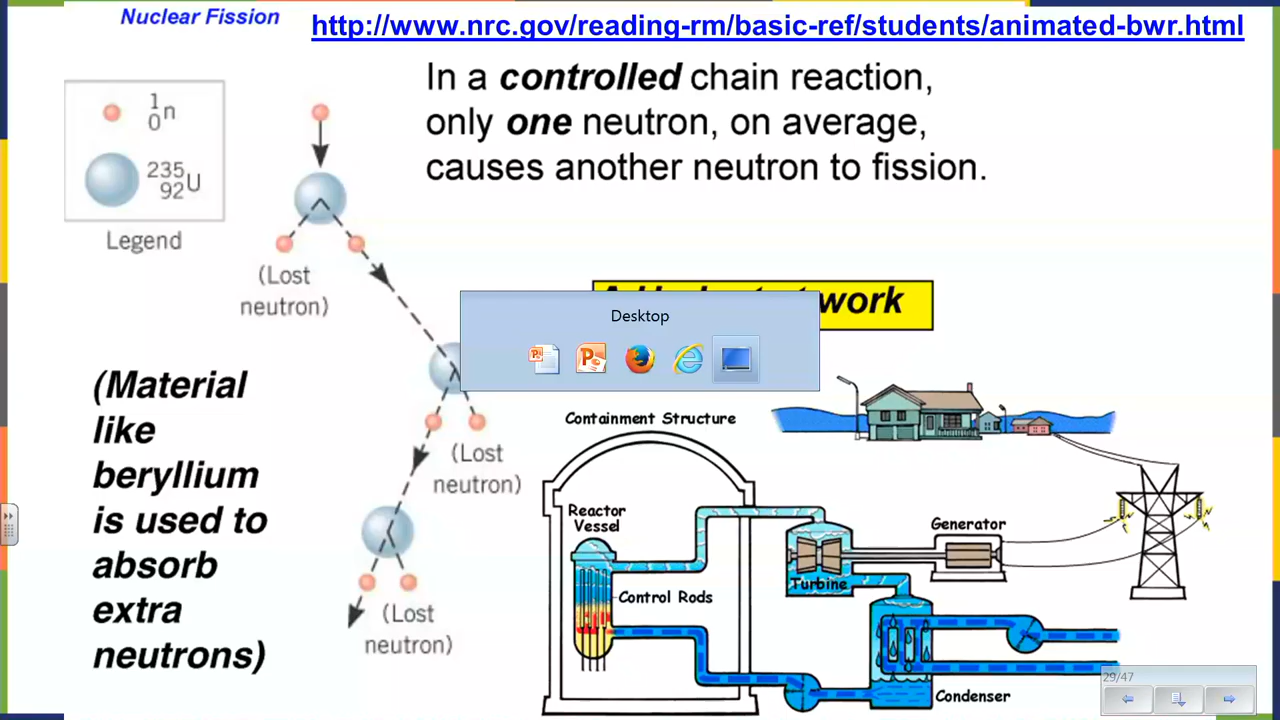 Nuclear Fission
http://www.nrc.gov/reading-rm/basic-ref/students/animated-bwr.html
1
0 n
235
92 U
Legend
In a controlled chain reaction,
only one neutron, on average,
causes another neutron to fission.
(Lost
neutron)
work
Desktop
(Material
like
beryllium
is used to
absorb
extra
neutrons)
(Lost
neutron)
(Lost
neutron)
Containment Structure
Reactor
Vessel
Control Rods
Turbine
Generator
Condenser
29/47